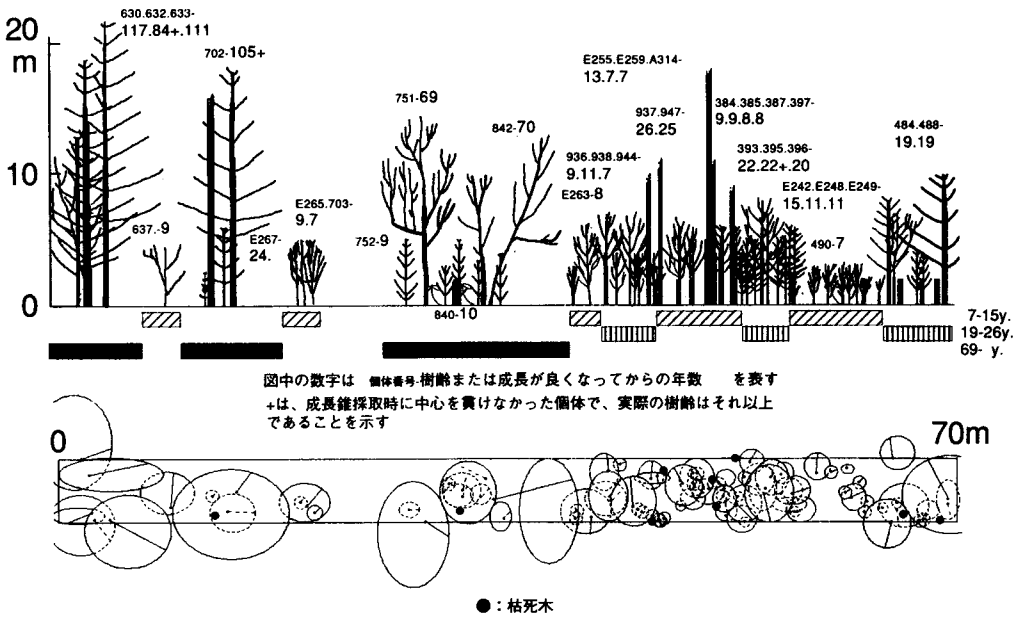 20
m
10
0
630.632.633-
117.84+.111
702-105+
637.-9
E267-
24.
E265.703-
9.7
751-69
752-9
842-70
840-10
E255.E259.A314-
13.7.7
937.947-
26.25
936.938.944-
9.11.7
E263-8
384.385.387.397-
9.9.8.8
393.395.396-
22.22+.20
E242.E248.E249-
15.11.11
490-7
484.488-
19.19
7-15y.
19-26y.
69- y.
図中の数字は 個体番号-樹齢または成長が良くなってからの年数 を表す
+は、成長錐採取時に中心を貫けなかった個体で、実際の樹齢はそれ以上
であることを示す
0
70m
●:枯死木